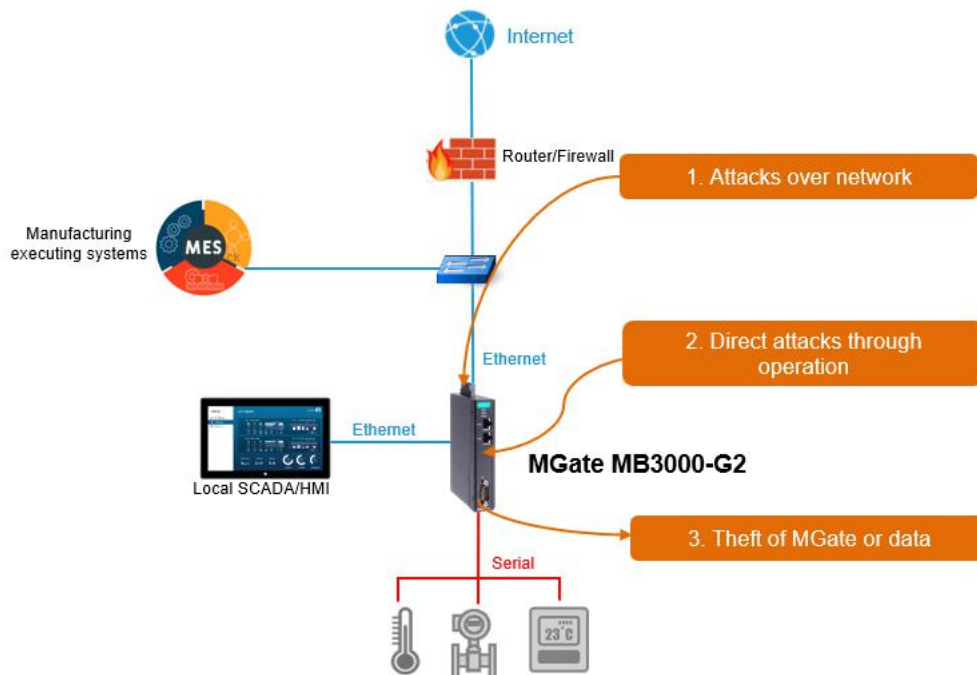 Internet
Router/Firewall
1. Attacks over network
Manufacturing
executing systems
MES
2. Direct attacks through
operation
Ethernet
Ethernet
MGate MB3000-G2
Local SCADA/HMI
3. Theft of MGate or data
Serial
23°C